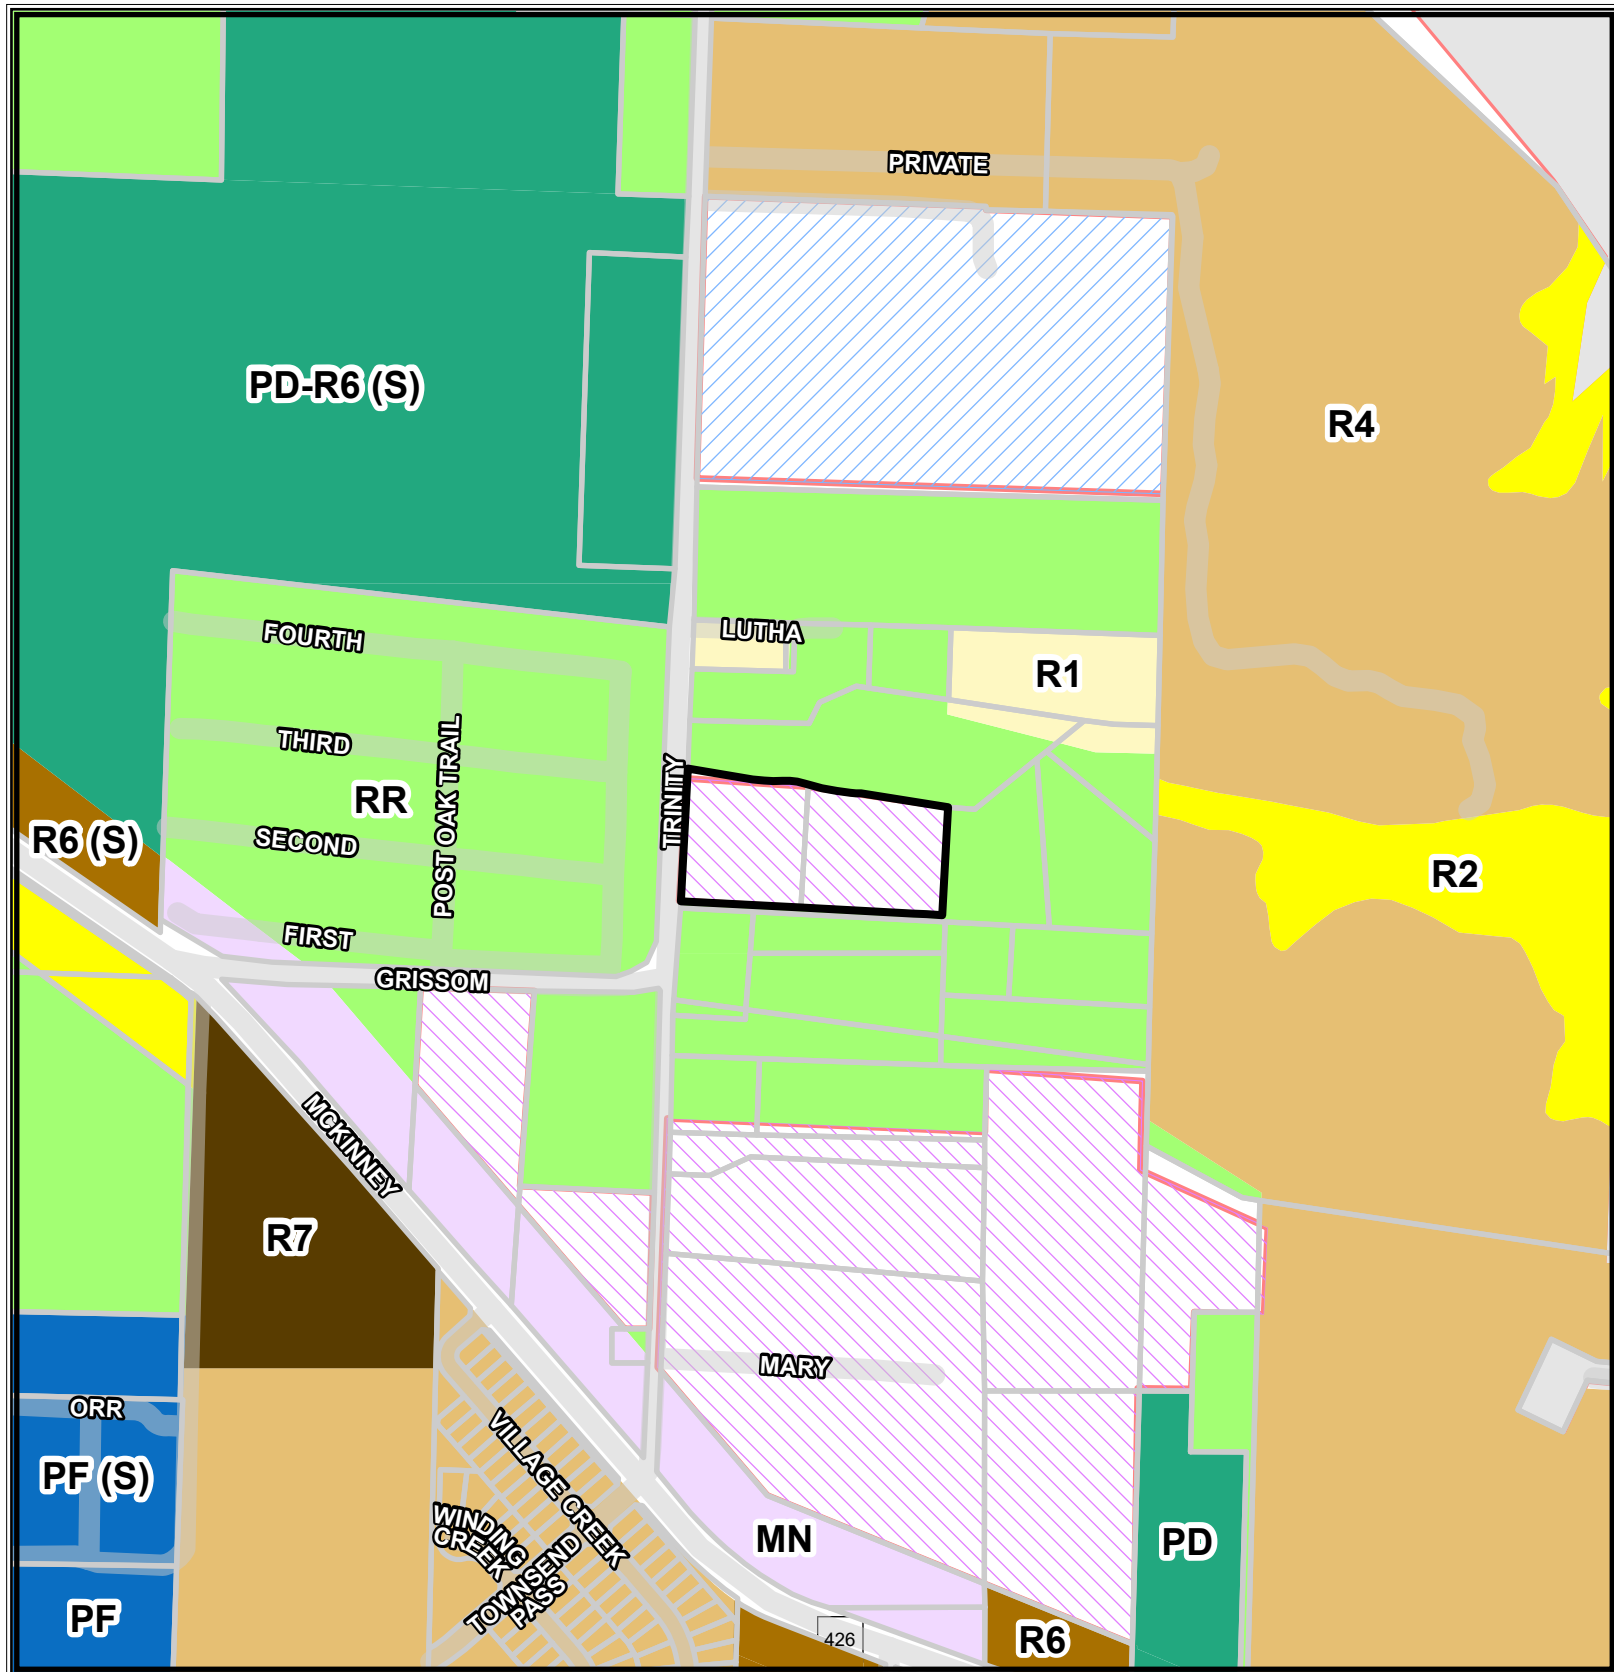 PRIVATE
PD-R6 (S)
R4
FOURTH
LUTHA
R1
THIRD
POST OAK TRAIL
RR
TRINITY
R6 (S)
SECOND
R2
FIRST
GRISSOM
MCKINNEY
R7
MARY
ORR
PF (S)
VILLAGE CREEK
WINDING
CREEK
TOWNSEND
PASS
MN
PD
PF
426
R6